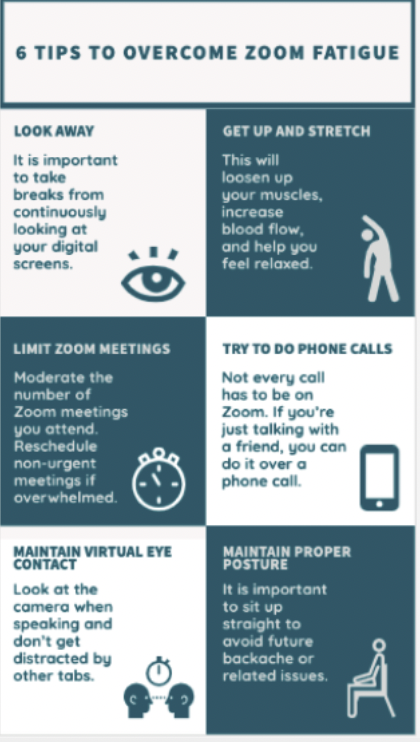 6 TIPS TO OVERCOME ZOOM FATIGUE
LOOK AWAY
It is important
to take
breaks from
continuously
looking at
your digital
screens.
GET UP AND STRETCH
This will
loosen up
your muscles,
increase
blood flow,
and help you
feel relaxed.
LIMIT ZOOM MEETINGS
Moderate the
number of
Zoom meetings
you attend.
Reschedule
non-urgent
meetings if
overwhelmed.
TRY TO DO PHONE CALLS
Not every call
has to be on
Zoom. If you're
just talking with
a friend, you can
do it over a
phone call.
MAINTAIN VIRTUAL EYE
CONTACT
Look at the
camera when
speaking and
don't get
distracted by
other tabs.
MAINTAIN PROPER
POSTURE
It is important
to sit up
straight to
avoid future
backache or
related issues.